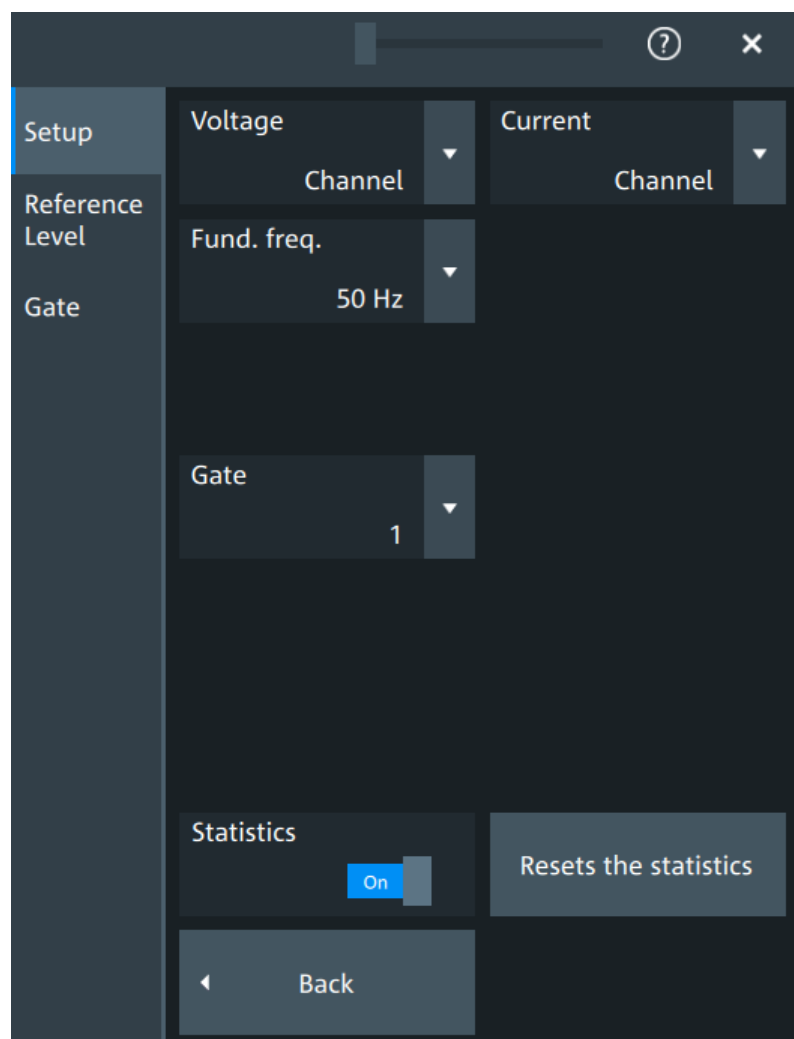 ?
Setup
Reference
Level
Gate
Voltage
Channel
Current
Channel
Fund. freq.
50 Hz
Gate
1
Statistics
On
Resets the statistics
Back